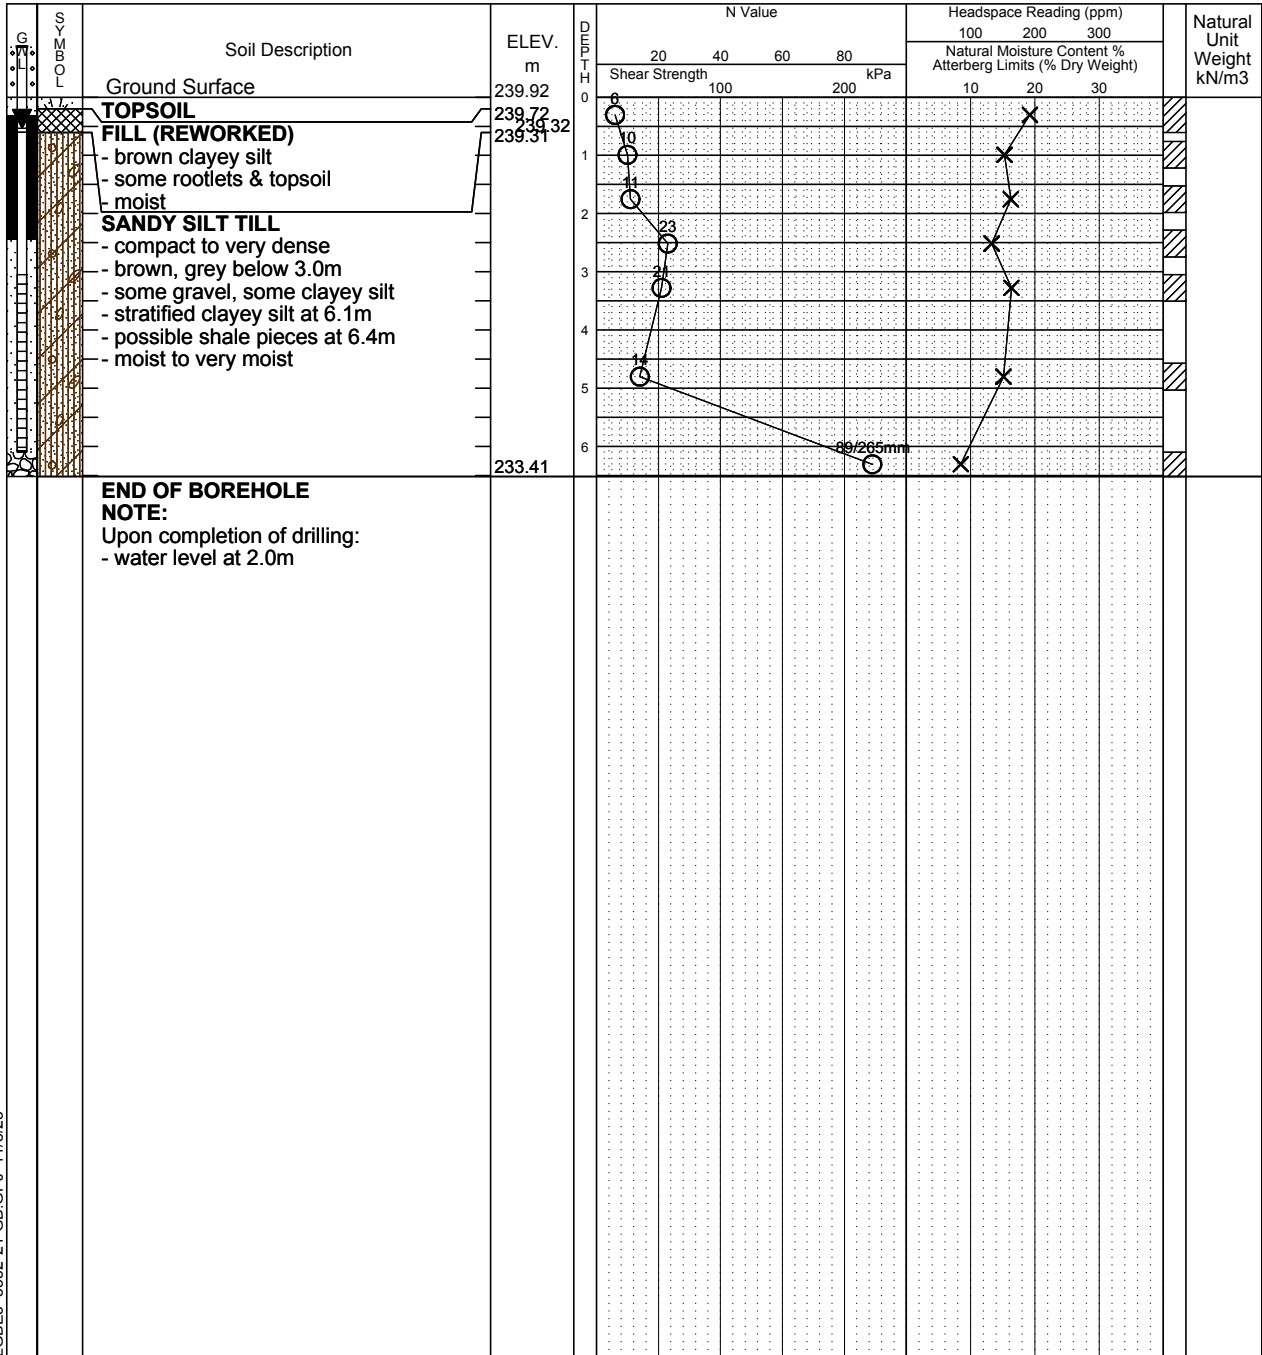 GWL
SYMBOL
Soil Description
Ground Surface
ELEV.
m
239.92
DEPTH
N Value
20 40 60 80
Shear Strength kPa
100 200
Headspace Reading (ppm)
100 200 300
Natural Moisture Content %
Atterberg Limits (% Dry Weight)
10 20 30
Natural
Unit
Weight
kN/m3
0
TOPSOIL 239.72
239.32
FILL (REWORKED) 239.31
- brown clayey silt
- some rootlets & topsoil
- moist
SANDY SILT TILL
- compact to very dense
- brown, grey below 3.0m
- some gravel, some clayey silt
- stratified clayey silt at 6.1m
- possible shale pieces at 6.4m
- moist to very moist
233.41
1
2
3
4
5
6
6
10
11
23
21
14
89/265mm
END OF BOREHOLE
NOTE:
Upon completion of drilling:
- water level at 2.0m